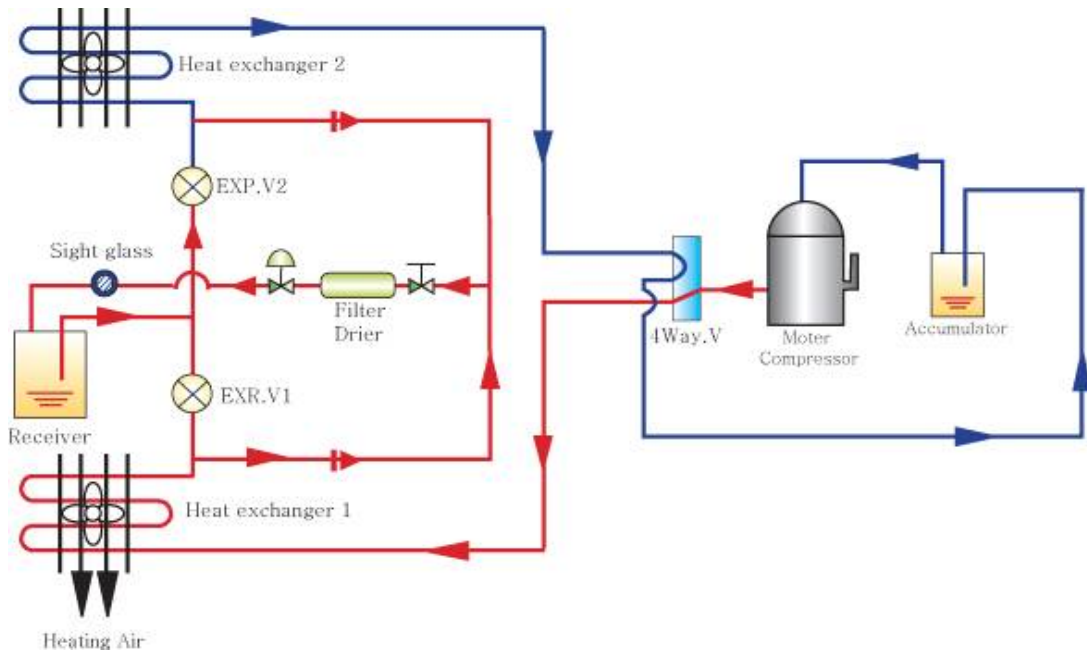 Heat exchanger 2
EXP.V2
Sight glass
Filter
Drier
4Way.V
Moter
Compressor
Accumulator
EXR.V1
Receiver
Heat exchanger 1
Heating Air